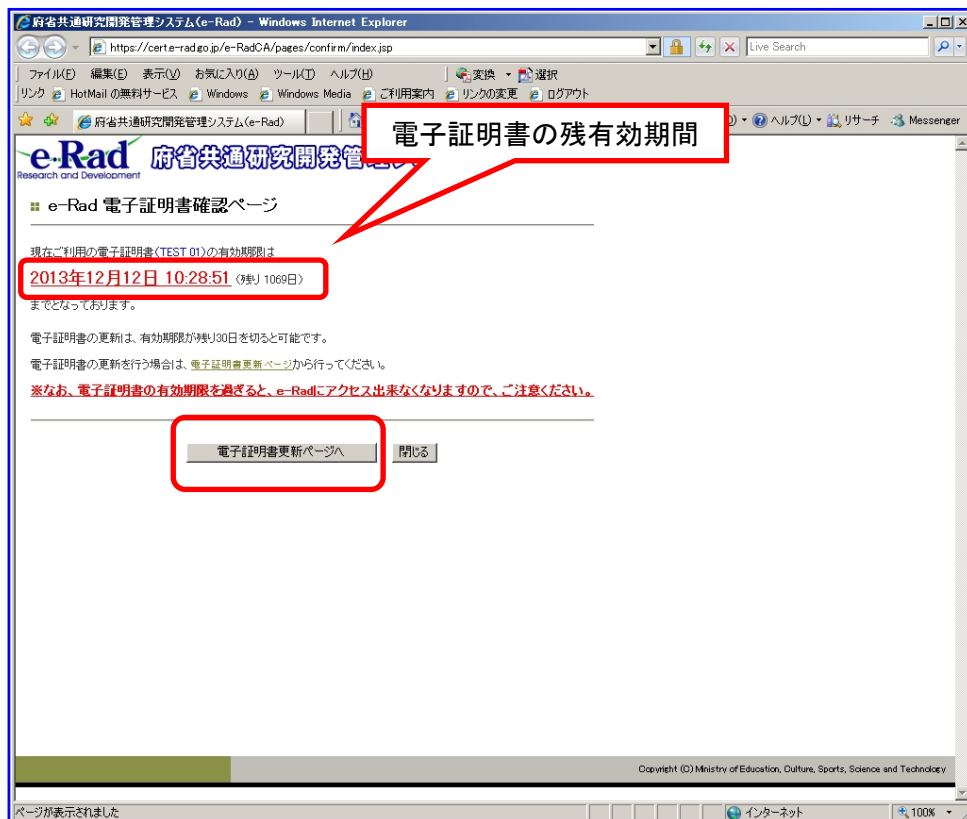 府省共通研究開発管理システム(e-Rad) - Windows Internet Explorer
https://cert.e-rad.go.jp/e-RadCA/pages/confirm/index.jsp
Live Search
ファイル(F) 編集(E) 表示(V) お気に入り(A) ツール(T) ヘルプ(H) 変換 選択
リンク HotMail の無料サービス Windows Windows Media ご利用案内 リンクの変更 ログアウト
府省共通研究開発管理システム(e-Rad)
ヘルプ(L) リサーチ Messenger
電子証明書の残有効期間
e-Rad 府省共通研究開発管
Research and Development
e-Rad 電子証明書確認ページ
現在ご利用の電子証明書(TEST 01)の有効期限は
2013年12月12日 10:28:51 (残り 1069日)
までとなっております。
電子証明書の更新は、有効期限が残り30日を切ると可能です。
電子証明書の更新を行う場合は、電子証明書更新ページから行ってください。
※なお、電子証明書の有効期限を過ぎると、e-Radにアクセス出来なくなりますので、ご注意ください。
電子証明書更新ページへ 閉じる
Copyright (C) Ministry of Education, Culture, Sports, Science and Technology
ページが表示されました
インターネット 100%